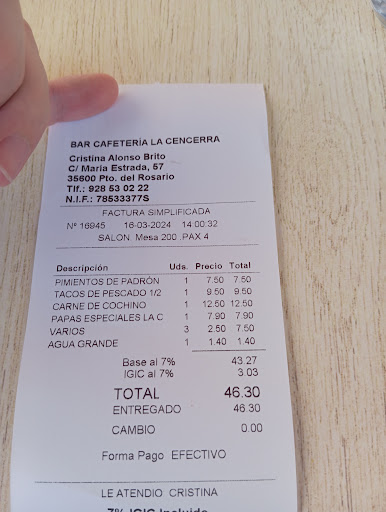 BAR CAFETERÍA LA CENCERRA
Cristina Alonso Brito
C/ Maria Estrada, 57
35600 Pto. del Rosario
Tlf.: 928 53 02 22
N.I.F.: 78533377S
FACTURA SIMPLIFICADA
Nº 16945 16-03-2024 14:00:32
SALON Mesa 200 .PAX 4
Descripción Uds. Precio Total
PIMIENTOS DE PADRÓN 1 7.50 7.50
TACOS DE PESCADO 1/2 1 9.50 9.50
CARNE DE COCHINO 1 12.50 12.50
PAPAS ESPECIALES LA C 1 7.90 7.90
VARIOS 3 2.50 7.50
AGUA GRANDE 1 1.40 1.40
Base al 7% 43.27
IGIC al 7% 3.03
TOTAL 46.30
ENTREGADO 46.30
CAMBIO 0.00
Forma Pago EFECTIVO
LE ATENDIO CRISTINA
7% IGIC Incluido